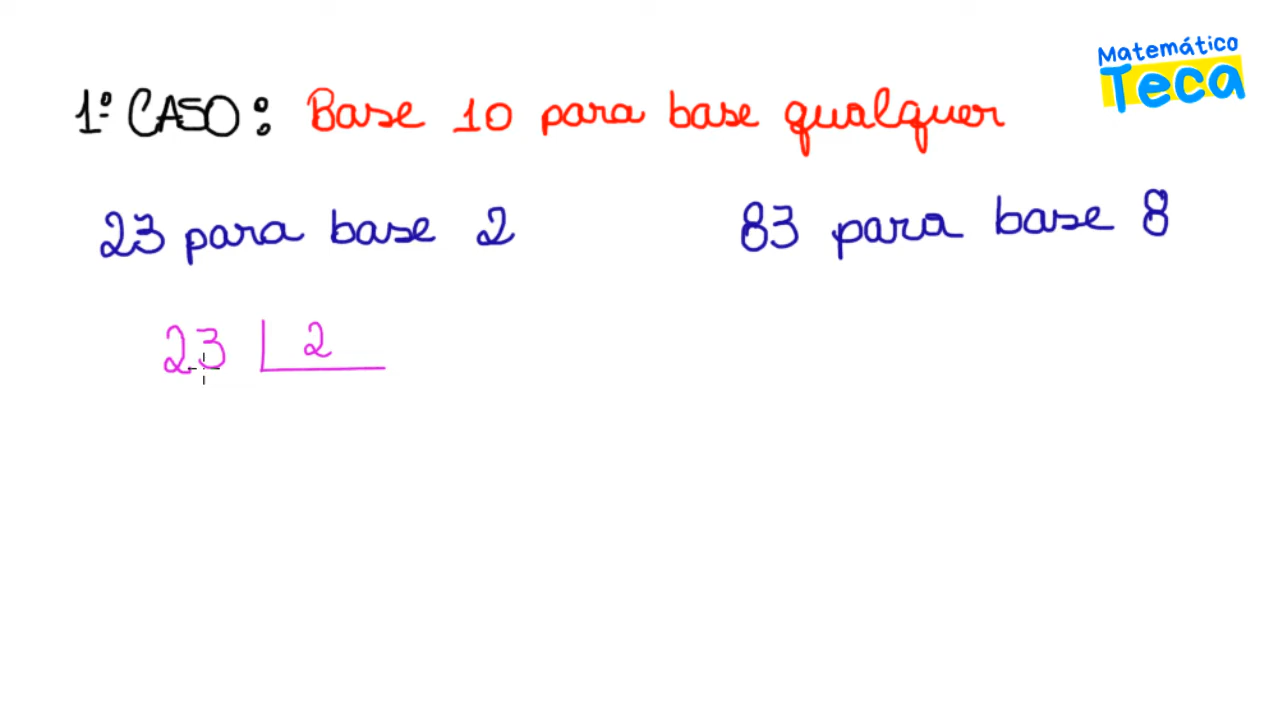 Matemático
Teca
1º CASO: Base 10 para base qualquer
23 para base 2
83 para base 8
23 2